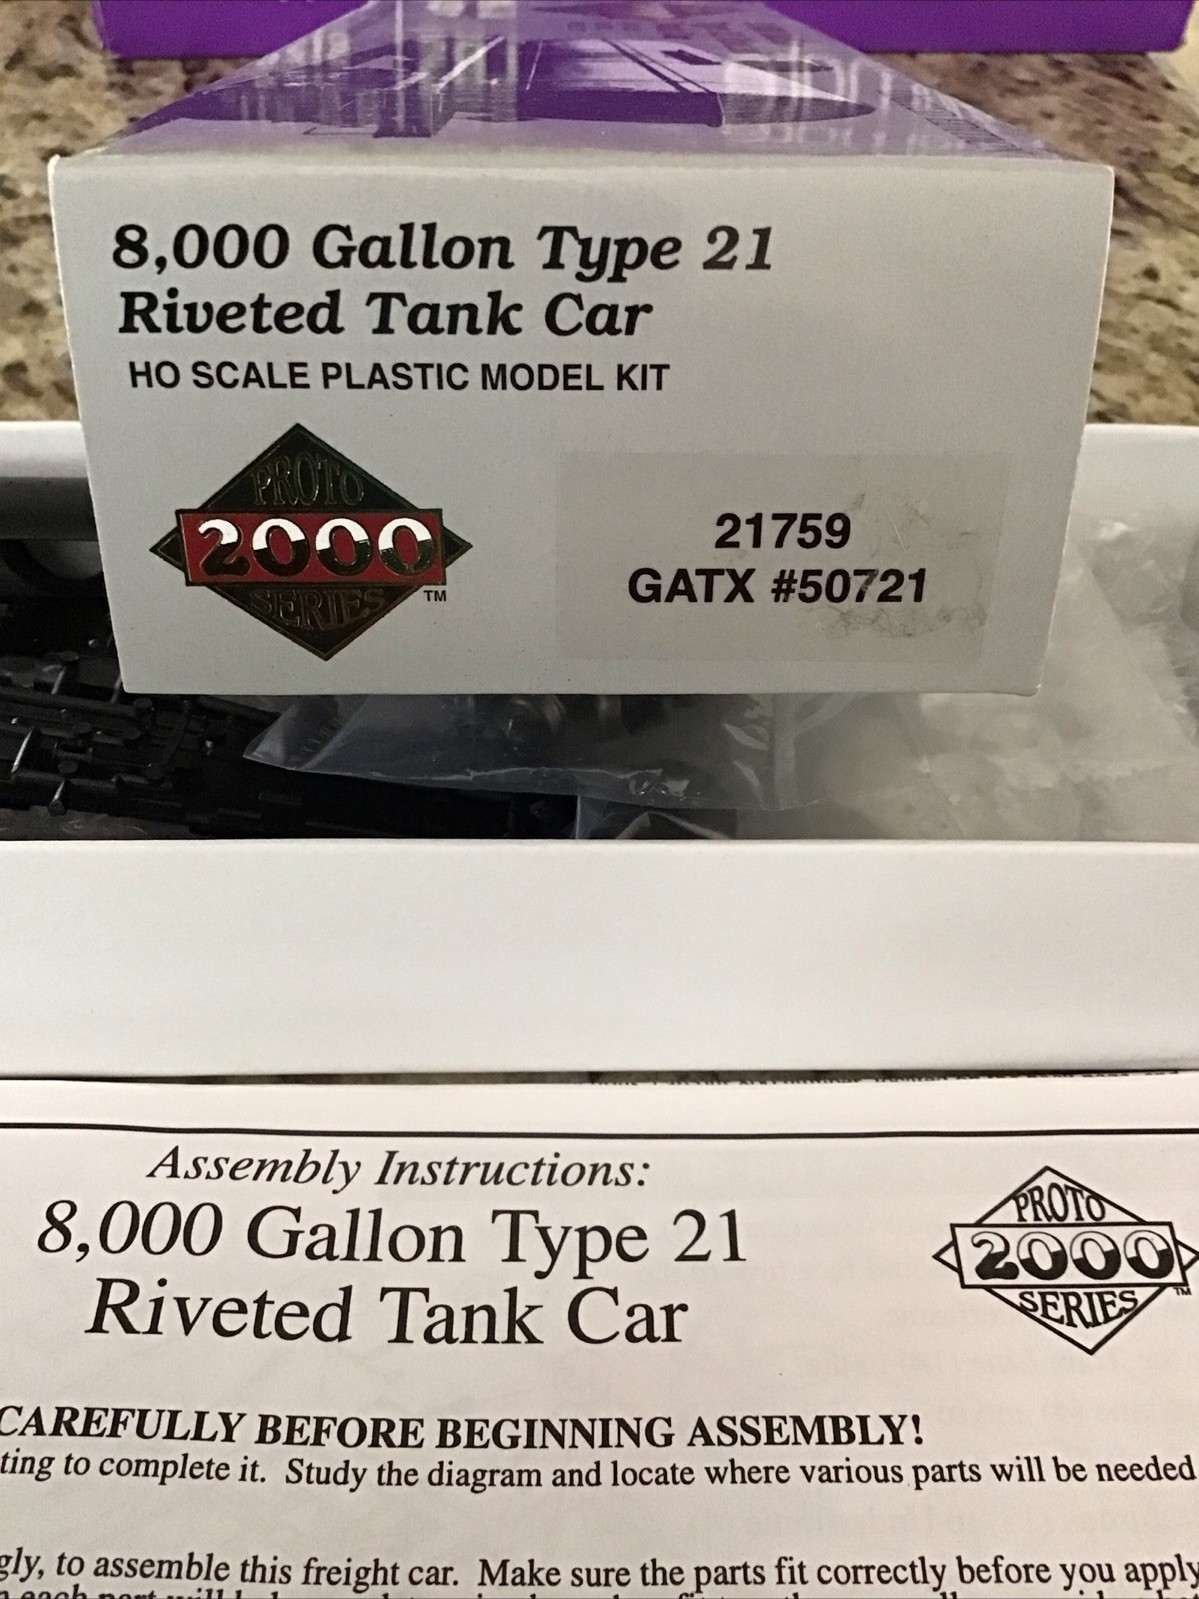 8,000 Gallon Type 21
Riveted Tank Car
HO SCALE PLASTIC MODEL KIT
PROTO
2000
SERIES
TM
21759
GATX #50721
Assembly Instructions:
8,000 Gallon Type 21
Riveted Tank Car
PROTO
2000
SERIES
TM
CAREFULLY BEFORE BEGINNING ASSEMBLY!
ting to complete it. Study the diagram and locate where various parts will be needed
gly, to assemble this freight car. Make sure the parts fit correctly before you apply
each part will